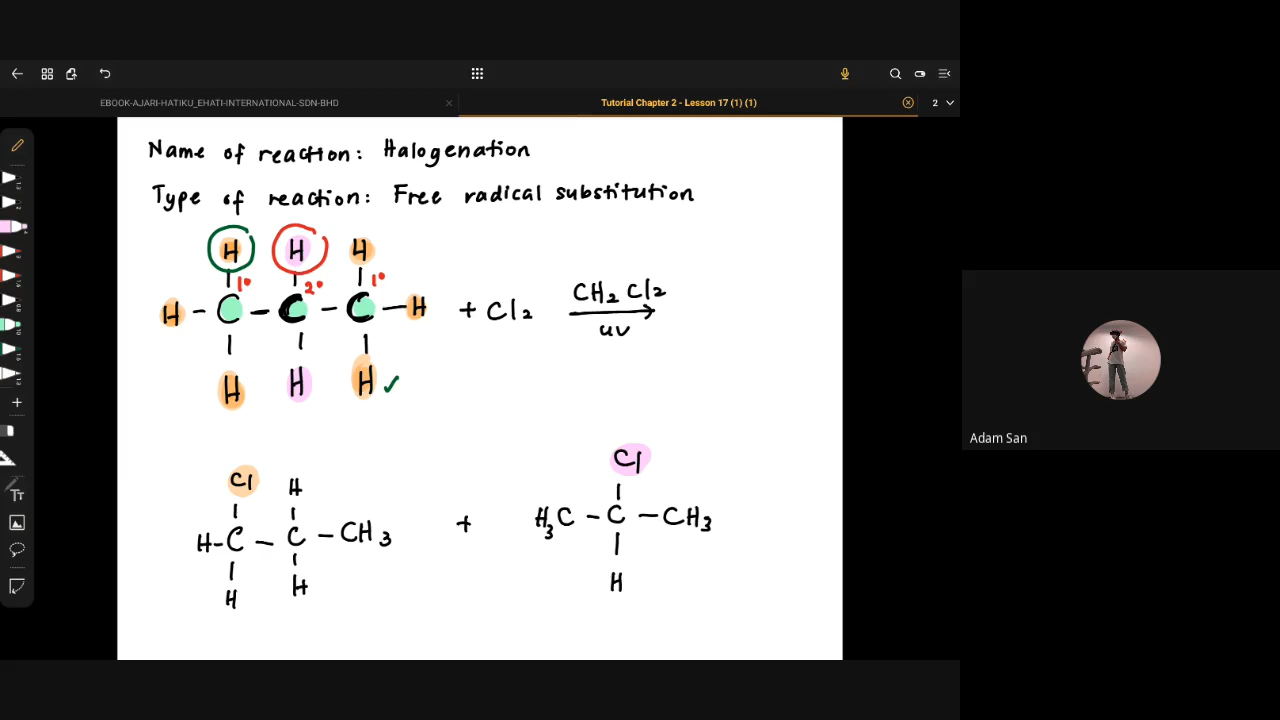 EBOOK-AJARI-HATIKU_EHATI-INTERNATIONAL-SDN-BHD
Tutorial Chapter 2 - Lesson 17 (1) (1)
2
Name of reaction: Halogenation
Type of reaction: Free radical substitution
H H H
1° 2° 1°
H - C - C - C - H + Cl2 CH2Cl2
uv
H H H ✓
Cl H Cl
H - C - C - CH3 + H3C - C - CH3
H H H
Adam San
Tt